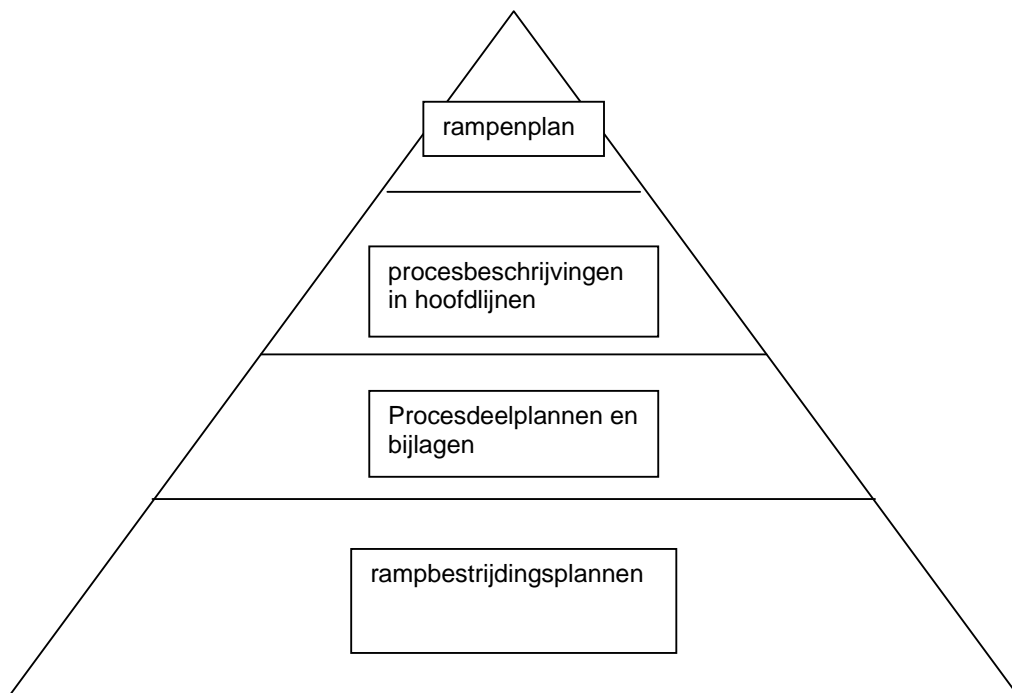 rampenplan
procesbeschrijvingen
in hoofdlijnen
Procesdeelplannen en
bijlagen
rampbestrijdingsplannen